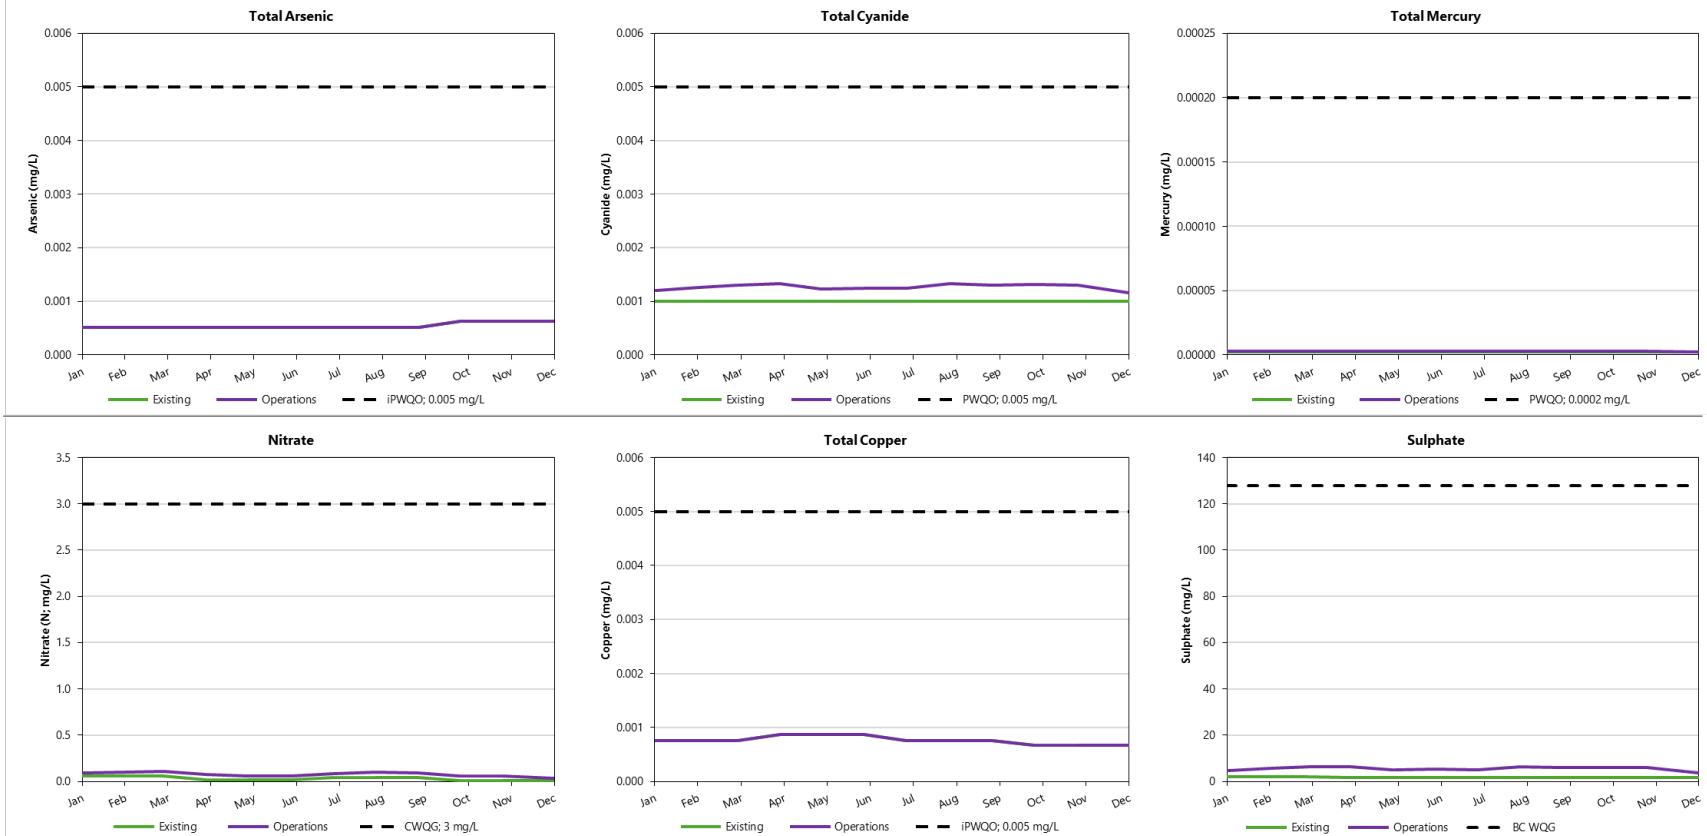 Total Arsenic
0.006
0.005
0.004
0.003
0.002
0.001
0.000
Arsenic (mg/L)
Jan Feb Mar Apr May Jun Jul Aug Sep Oct Nov Dec
Existing Operations iPWQO; 0.005 mg/L
Total Cyanide
0.006
0.005
0.004
0.003
0.002
0.001
0.000
Cyanide (mg/L)
Jan Feb Mar Apr May Jun Jul Aug Sep Oct Nov Dec
Existing Operations PWQO; 0.005 mg/L
Total Mercury
0.00025
0.00020
0.00015
0.00010
0.00005
0.00000
Mercury (mg/L)
Jan Feb Mar Apr May Jun Jul Aug Sep Oct Nov Dec
Existing Operations PWQO; 0.0002 mg/L
Nitrate
3.5
3.0
2.5
2.0
1.5
1.0
0.5
0.0
Nitrate (N; mg/L)
Jan Feb Mar Apr May Jun Jul Aug Sep Oct Nov Dec
Existing Operations CWQG; 3 mg/L
Total Copper
0.006
0.005
0.004
0.003
0.002
0.001
0.000
Copper (mg/L)
Jan Feb Mar Apr May Jun Jul Aug Sep Oct Nov Dec
Existing Operations iPWQO; 0.005 mg/L
Sulphate
140
120
100
80
60
40
20
0
Sulphate (mg/L)
Jan Feb Mar Apr May Jun Jul Aug Sep Oct Nov Dec
Existing Operations BC WQG